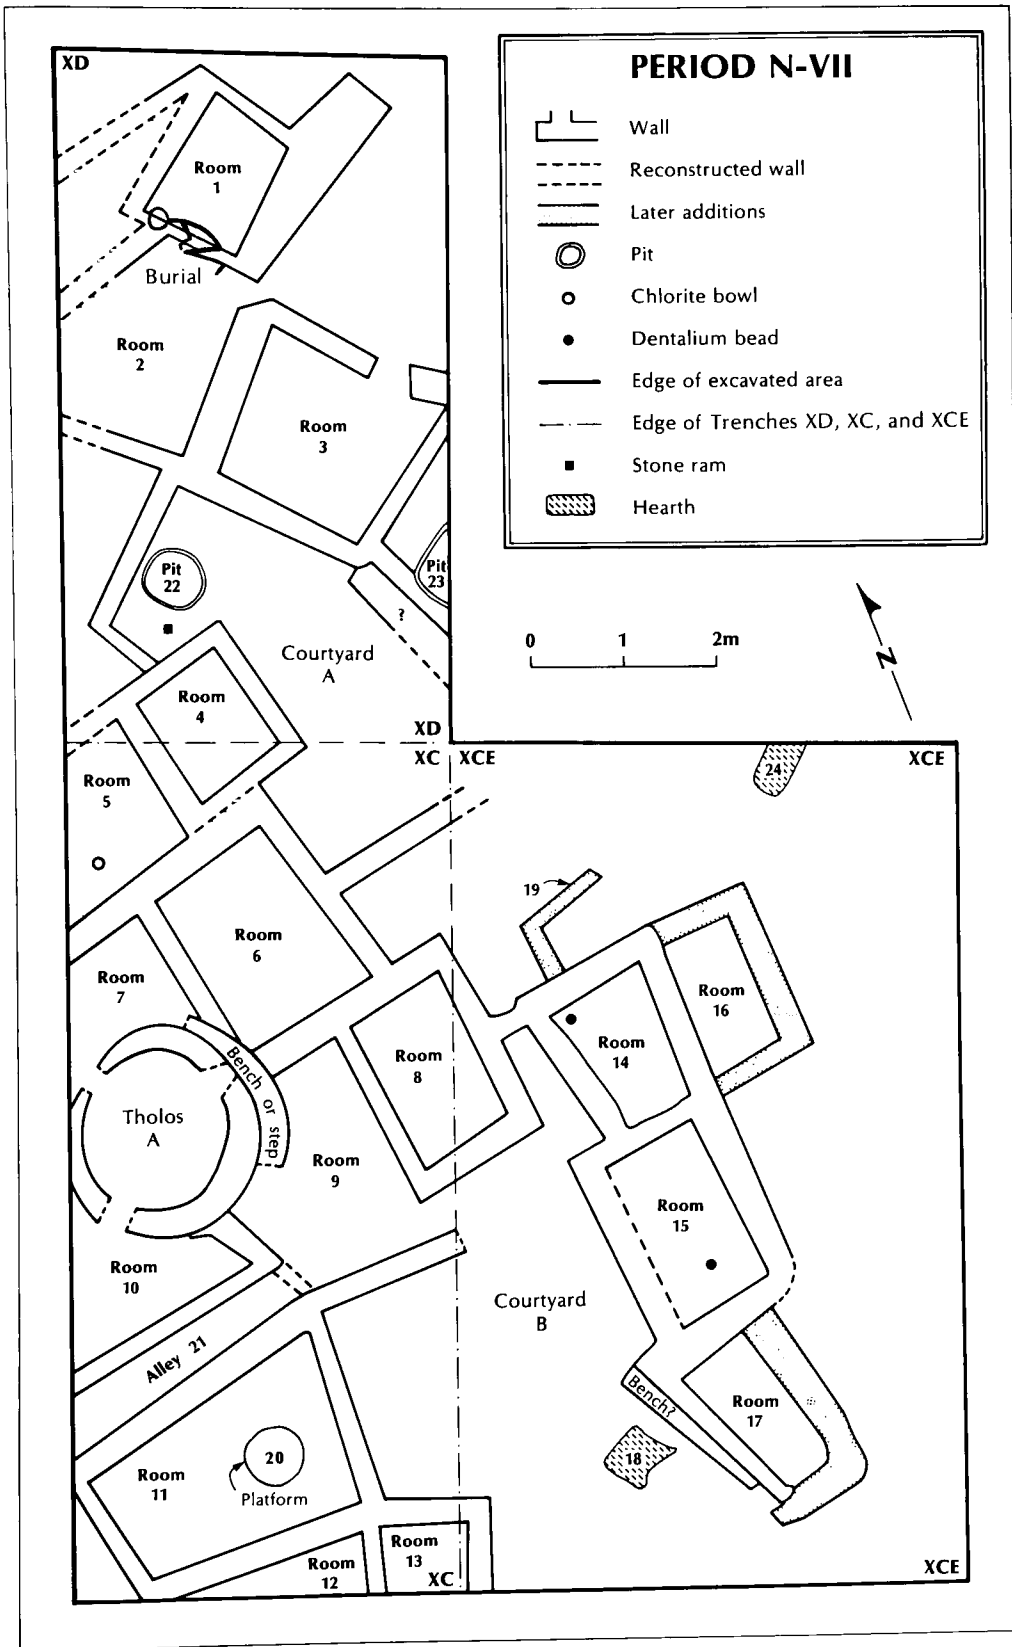 XD
PERIOD N-VII
Wall
Reconstructed wall
Later additions
Pit
Chlorite bowl
Dentalium bead
Edge of excavated area
Edge of Trenches XD, XC, and XCE
Stone ram
Hearth
Room
1
Burial
Room
2
Room
3
Pit
22
Pit
23
?
Courtyard
A
0 1 2m
N
Room
4
XD
XC
XCE
XCE
24
Room
5
19
Room
6
Room
7
Room
16
Room
14
Room
8
Bench or step
Tholos
A
Room
9
Room
15
Room
10
Courtyard
B
Alley 21
Bench?
Room
17
18
20
Platform
Room
11
Room
12
Room
13
XC
XCE